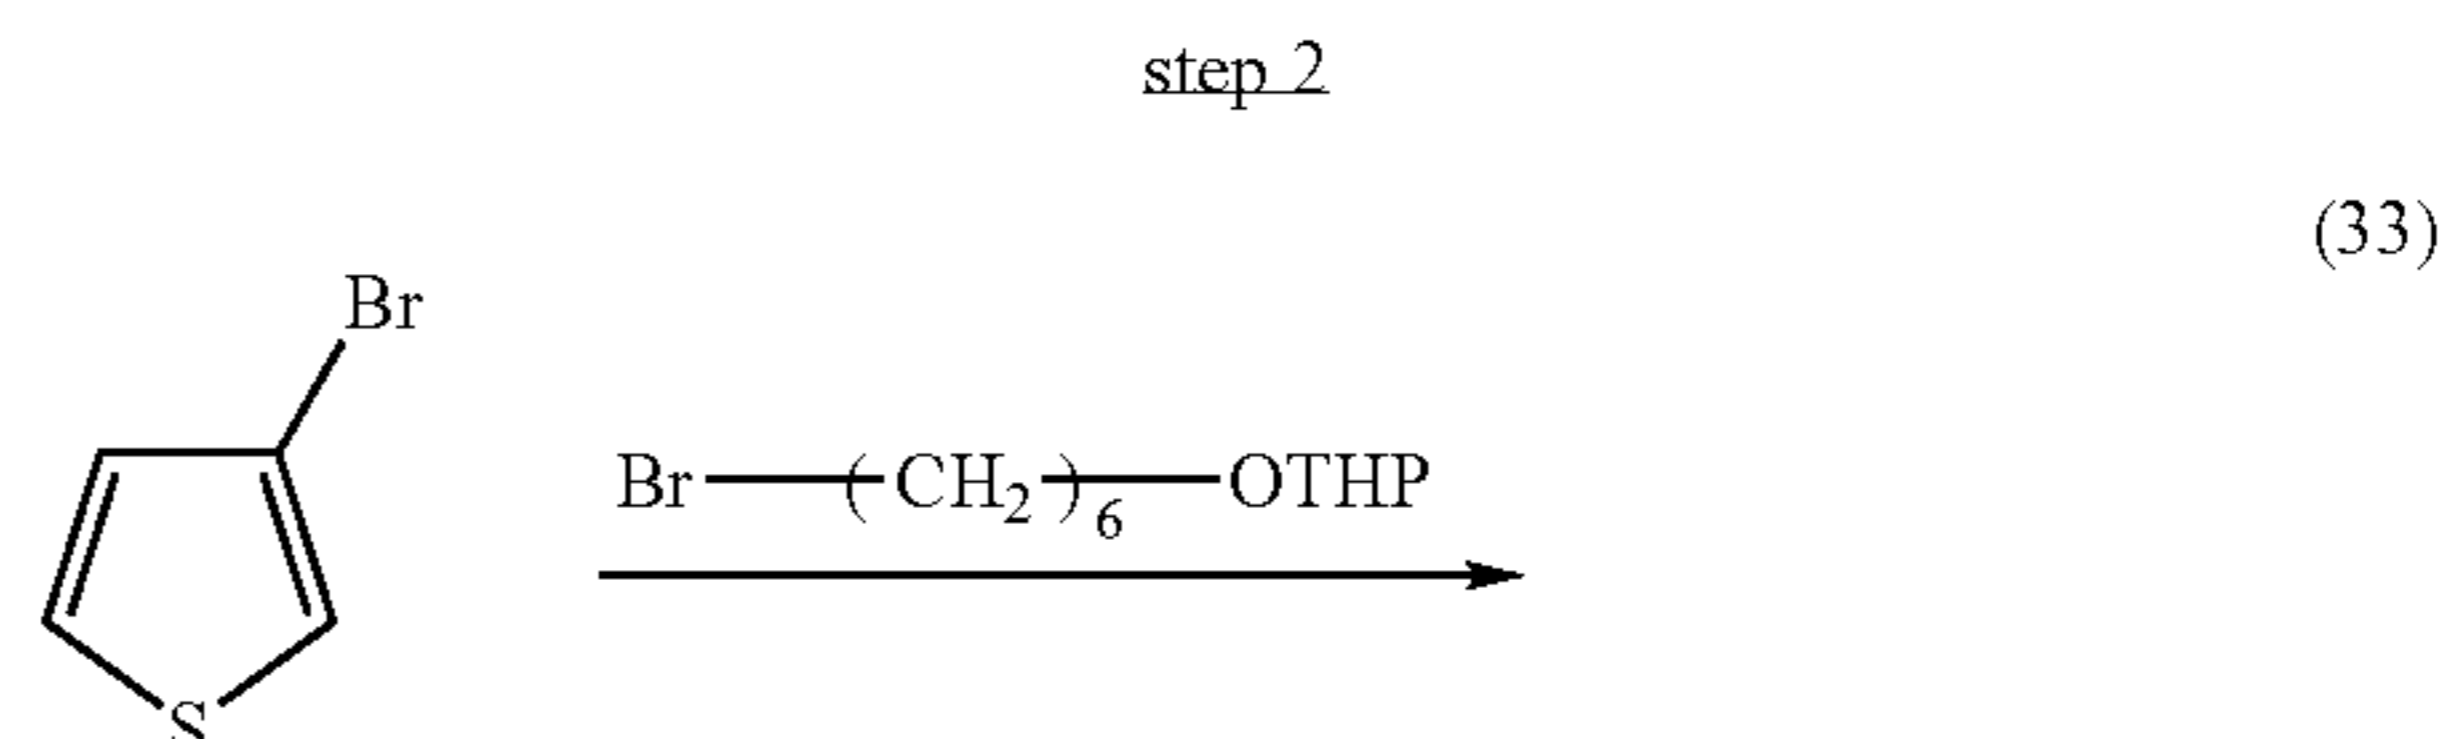 step 2
(33)
Br
Br—(CH₂)₆—OTHP
S